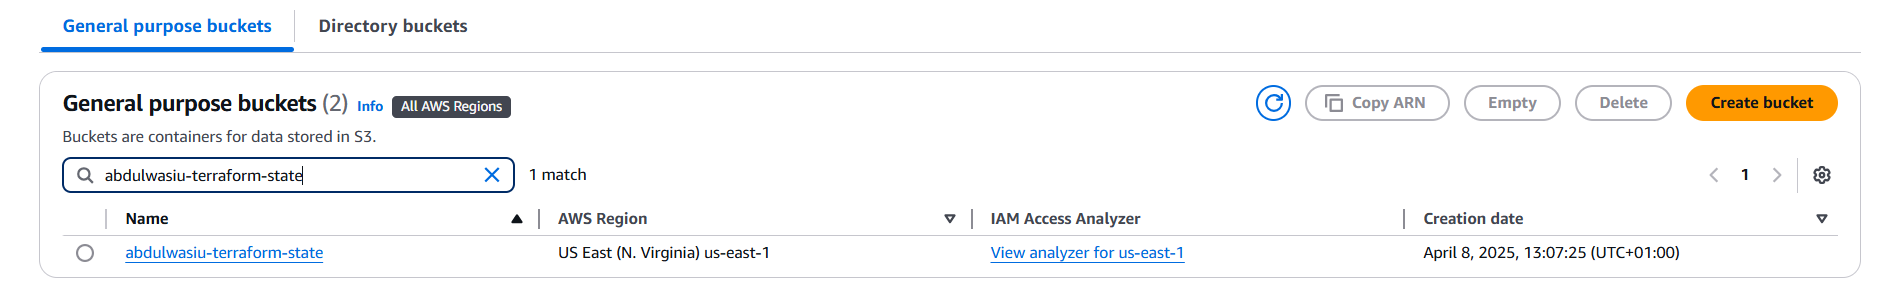 General purpose buckets Directory buckets
General purpose buckets (2) Info All AWS Regions Copy ARN Empty Delete Create bucket
Buckets are containers for data stored in S3.
abdulwasiu-terraform-state 1 match 1
Name AWS Region IAM Access Analyzer Creation date
abdulwasiu-terraform-state US East (N. Virginia) us-east-1 View analyzer for us-east-1 April 8, 2025, 13:07:25 (UTC+01:00)